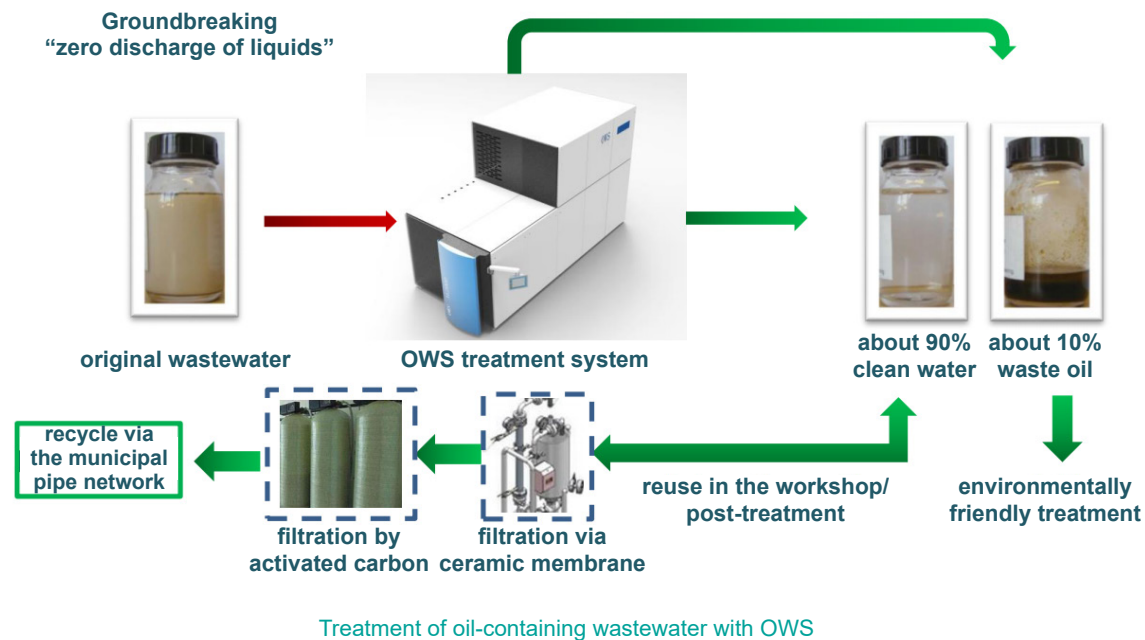 Groundbreaking
“zero discharge of liquids”
OWS
original wastewater
OWS treatment system
about 90%
clean water
about 10%
waste oil
recycle via
the municipal
pipe network
filtration by
activated carbon
filtration via
ceramic membrane
reuse in the workshop/
post-treatment
environmentally
friendly treatment
Treatment of oil-containing wastewater with OWS